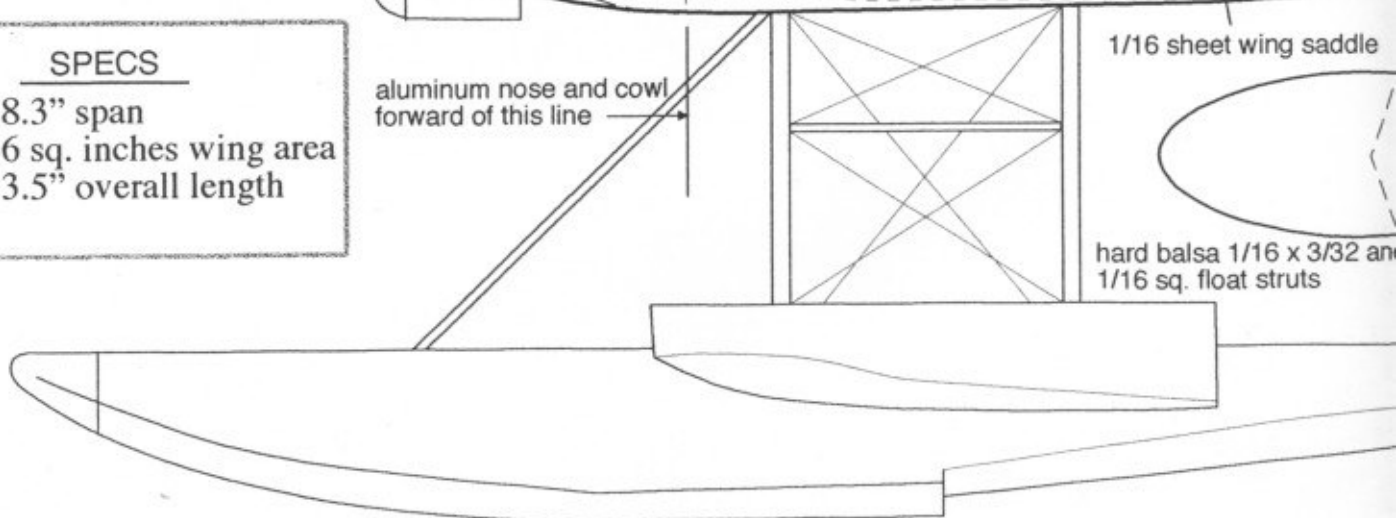 SPECS
8.3” span
6 sq. inches wing area
3.5” overall length
aluminum nose and cowl
forward of this line
1/16 sheet wing saddle
hard balsa 1/16 x 3/32 and
1/16 sq. float struts